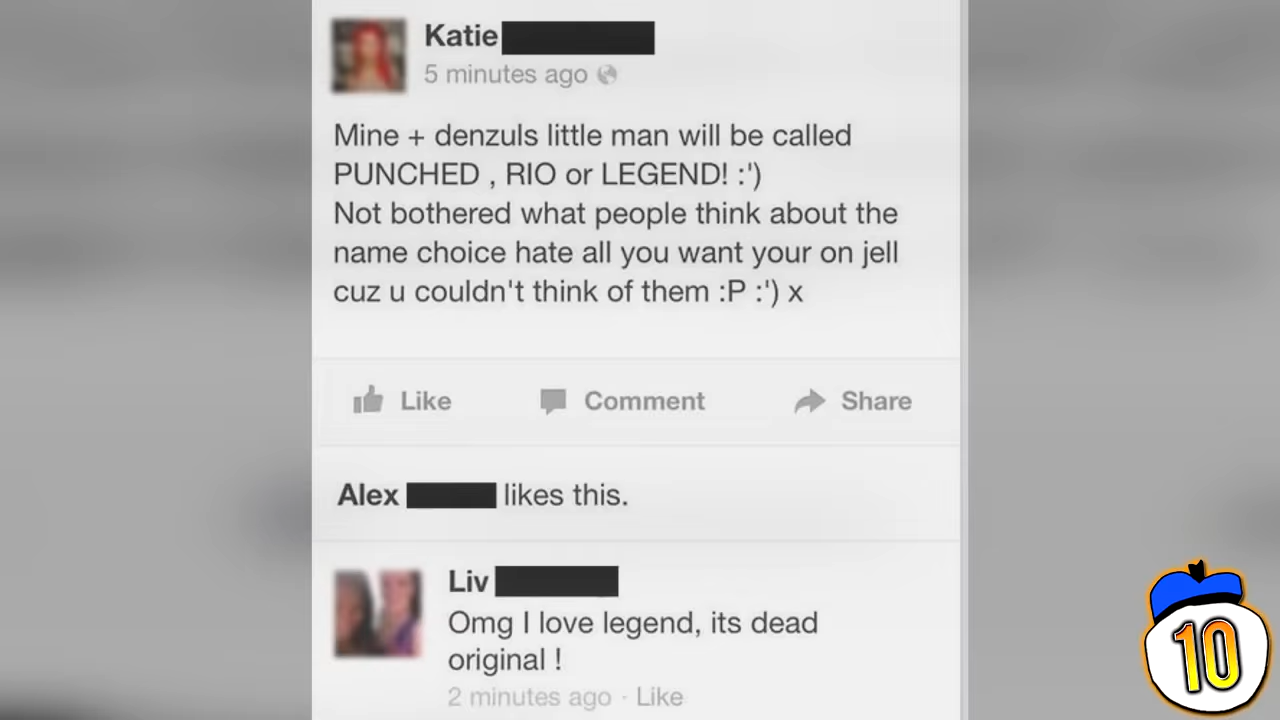 Katie
5 minutes ago
Mine + denzuls little man will be called
PUNCHED , RIO or LEGEND! :')
Not bothered what people think about the
name choice hate all you want your on jell
cuz u couldn't think of them :P :') x
Like Comment Share
Alex likes this.
Liv
Omg I love legend, its dead
original !
2 minutes ago · Like
10